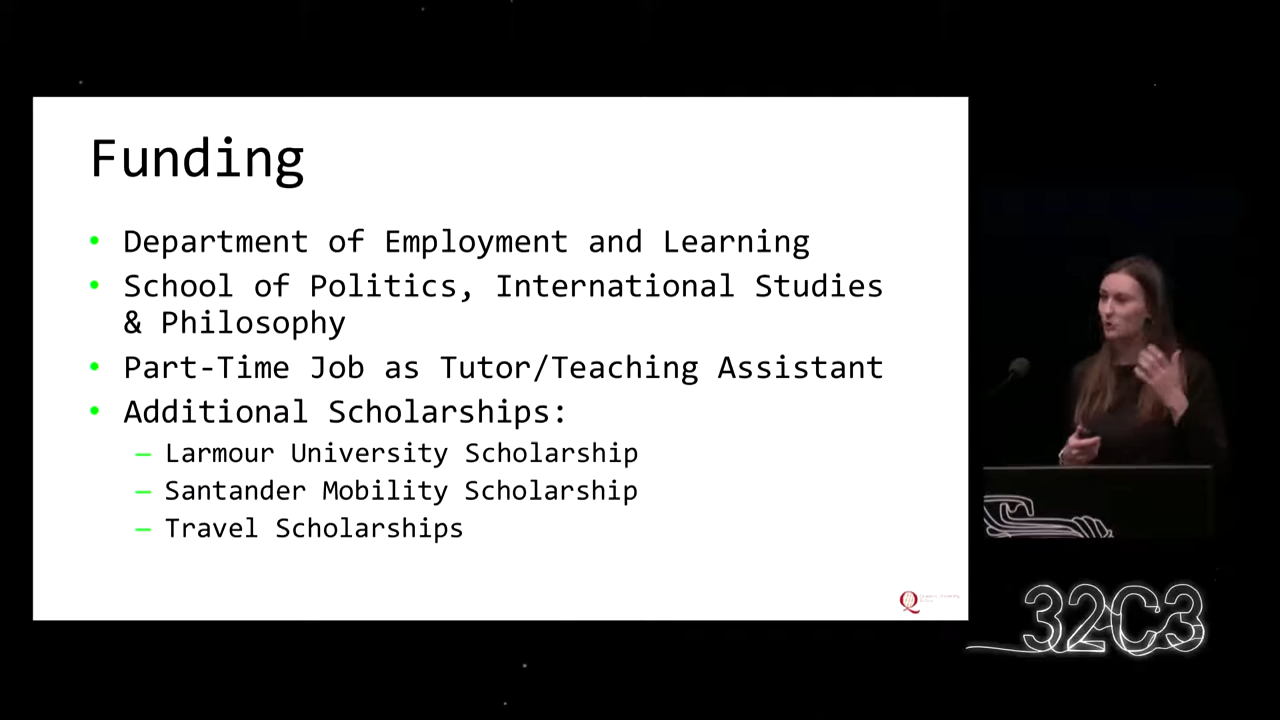 Funding
• Department of Employment and Learning
• School of Politics, International Studies
& Philosophy
• Part-Time Job as Tutor/Teaching Assistant
• Additional Scholarships:
– Larmour University Scholarship
– Santander Mobility Scholarship
– Travel Scholarships
Q
32C3